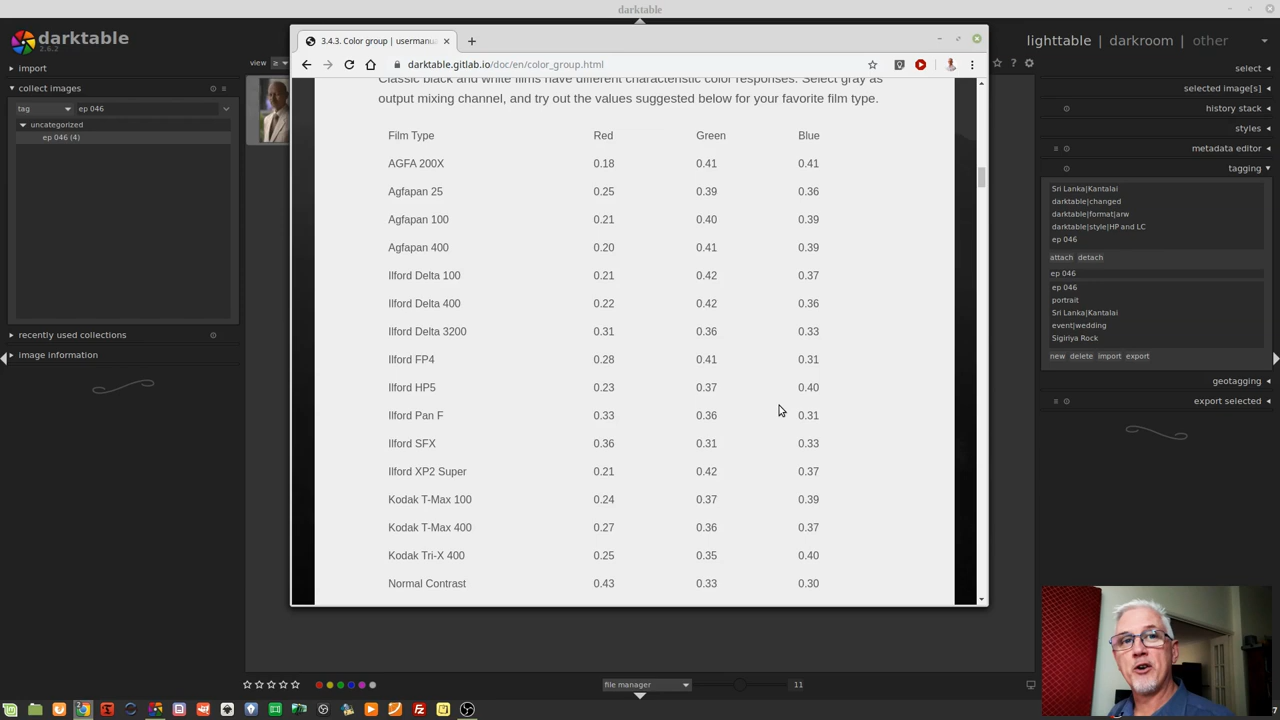 darktable
darktable
2.6.2
lighttable | darkroom | other
3.4.3. Color group | usermanu
darktable.gitlab.io/doc/en/color_group.html
import
view
collect images
tag
ep 046
uncategorized
ep 046 (4)
recently used collections
image information
Classic black and white films have different characteristic color responses. Select gray as
output mixing channel, and try out the values suggested below for your favorite film type.
Film Type Red Green Blue
AGFA 200X 0.18 0.41 0.41
Agfapan 25 0.25 0.39 0.36
Agfapan 100 0.21 0.40 0.39
Agfapan 400 0.20 0.41 0.39
Ilford Delta 100 0.21 0.42 0.37
Ilford Delta 400 0.22 0.42 0.36
Ilford Delta 3200 0.31 0.36 0.33
Ilford FP4 0.28 0.41 0.31
Ilford HP5 0.23 0.37 0.40
Ilford Pan F 0.33 0.36 0.31
Ilford SFX 0.36 0.31 0.33
Ilford XP2 Super 0.21 0.42 0.37
Kodak T-Max 100 0.24 0.37 0.39
Kodak T-Max 400 0.27 0.36 0.37
Kodak Tri-X 400 0.25 0.35 0.40
Normal Contrast 0.43 0.33 0.30
select
selected image[s]
history stack
styles
metadata editor
tagging
Sri Lanka|Kantalai
darktable|changed
darktable|format|arw
darktable|style|HP and LC
ep 046
attach detach
ep 046
ep 046
portrait
Sri Lanka|Kantalai
event|wedding
Sigiriya Rock
new delete import export
geotagging
export selected
file manager
11